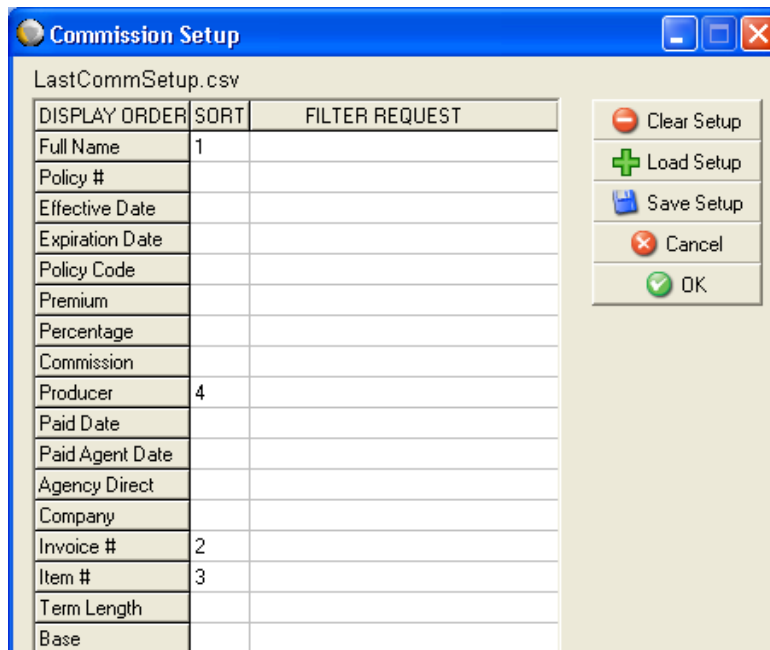 Commission Setup
LastCommSetup.csv
DISPLAY ORDER SORT FILTER REQUEST
Full Name 1
Policy #
Effective Date
Expiration Date
Policy Code
Premium
Percentage
Commission
Producer 4
Paid Date
Paid Agent Date
Agency Direct
Company
Invoice # 2
Item # 3
Term Length
Base
Clear Setup
Load Setup
Save Setup
Cancel
OK